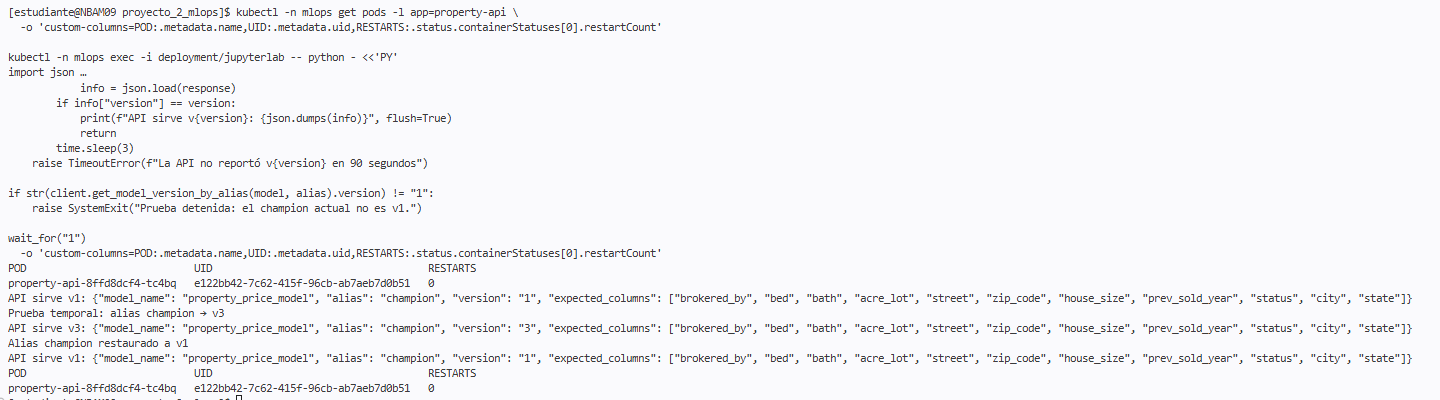 [estudiante@NBAM09 proyecto_2_mlops]$ kubectl -n mlops get pods -l app=property-api \
  -o 'custom-columns=POD:.metadata.name,UID:.metadata.uid,RESTARTS:.status.containerStatuses[0].restartCount'

kubectl -n mlops exec -i deployment/jupyterlab -- python - <<'PY'
import json …
            info = json.load(response)
        if info["version"] == version:
            print(f"API sirve v{version}: {json.dumps(info)}", flush=True)
            return
        time.sleep(3)
    raise TimeoutError(f"La API no reportó v{version} en 90 segundos")

if str(client.get_model_version_by_alias(model, alias).version) != "1":
    raise SystemExit("Prueba detenida: el champion actual no es v1.")

wait_for("1")
  -o 'custom-columns=POD:.metadata.name,UID:.metadata.uid,RESTARTS:.status.containerStatuses[0].restartCount'
POD                            UID                                    RESTARTS
property-api-8ffd8dcf4-tc4bq   e122bb42-7c62-415f-96cb-ab7aeb7d0b51   0
API sirve v1: {"model_name": "property_price_model", "alias": "champion", "version": "1", "expected_columns": ["brokered_by", "bed", "bath", "acre_lot", "street", "zip_code", "house_size", "prev_sold_year", "status", "city", "state"]}
Prueba temporal: alias champion → v3
API sirve v3: {"model_name": "property_price_model", "alias": "champion", "version": "3", "expected_columns": ["brokered_by", "bed", "bath", "acre_lot", "street", "zip_code", "house_size", "prev_sold_year", "status", "city", "state"]}
Alias champion restaurado a v1
API sirve v1: {"model_name": "property_price_model", "alias": "champion", "version": "1", "expected_columns": ["brokered_by", "bed", "bath", "acre_lot", "street", "zip_code", "house_size", "prev_sold_year", "status", "city", "state"]}
POD                            UID                                    RESTARTS
property-api-8ffd8dcf4-tc4bq   e122bb42-7c62-415f-96cb-ab7aeb7d0b51   0